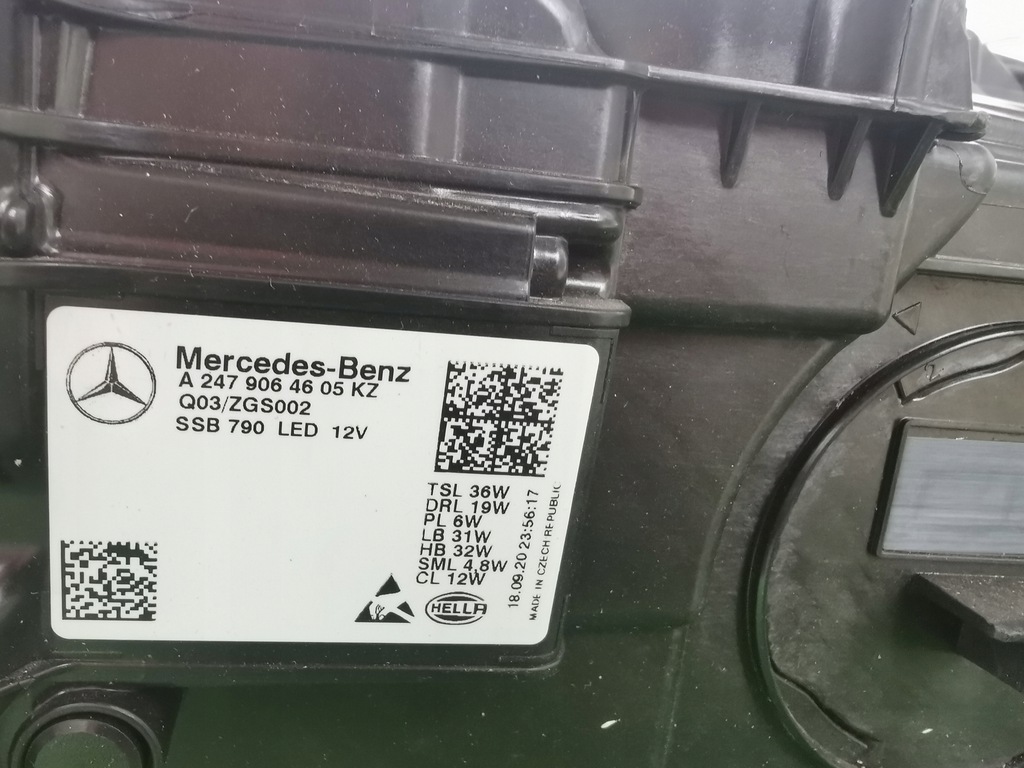 Mercedes-Benz
A 247 906 46 05 KZ
Q03/ZGS002
SSB 790 LED 12V
TSL 36W
DRL 19W
PL 6W
LB 31W
HB 32W
SML 4,8W
CL 12W
HELLA
18.09.20 23:56:17
MADE IN CZECH REPUBLIC
2